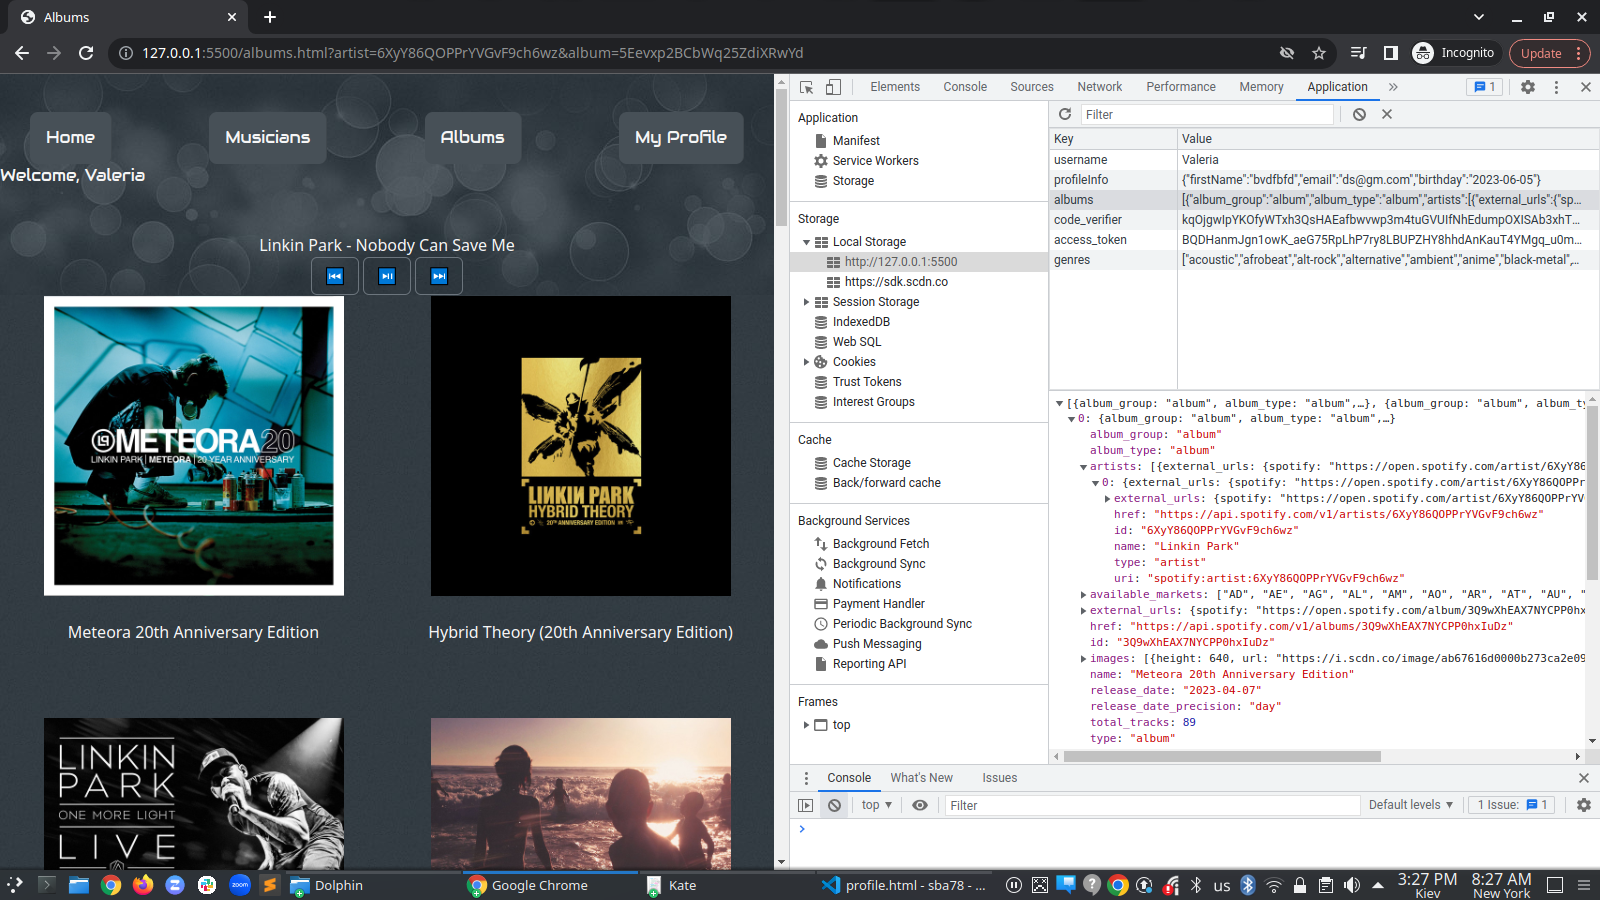 Albums
127.0.0.1:5500/albums.html?artist=6XyY86QOPPrYVGvF9ch6wz&album=5Eevxp2BCbWq25ZdiXRwYd
Incognito
Update
Home
Musicians
Albums
My Profile
Welcome, Valeria
Linkin Park - Nobody Can Save Me
METEORA20
LINKIN PARK | METEORA | 20 YEAR ANNIVERSARY
LINKIN PARK
HYBRID THEORY
20TH ANNIVERSARY EDITION
Meteora 20th Anniversary Edition
Hybrid Theory (20th Anniversary Edition)
LINKIN
PARK
ONE MORE LIGHT
LIVE
Elements
Console
Sources
Network
Performance
Memory
Application
1
Application
Manifest
Service Workers
Storage
Storage
Local Storage
http://127.0.0.1:5500
https://sdk.scdn.co
Session Storage
IndexedDB
Web SQL
Cookies
Trust Tokens
Interest Groups
Cache
Cache Storage
Back/forward cache
Background Services
Background Fetch
Background Sync
Notifications
Payment Handler
Periodic Background Sync
Push Messaging
Reporting API
Frames
top
Filter
Key Value
username Valeria
profileInfo {"firstName":"bvdfbfd","email":"ds@gm.com","birthday":"2023-06-05"}
albums [{"album_group":"album","album_type":"album","artists":[{"external_urls":{"sp…
code_verifier kqOjgwIpYKOfyWTxh3QsHAEafbwvwp3m4tuGVUIfNhEdumpOXISAb3xhT…
access_token BQDHanmJgn1owK_aeG75RpLhP7ry8LBUPZHY8hhdAnKauT4YMgq_u0m…
genres ["acoustic","afrobeat","alt-rock","alternative","ambient","anime","black-metal",…
[{album_group: "album", album_type: "album",…}, {album_group: "album", album_ty
0: {album_group: "album", album_type: "album",…}
album_group: "album"
album_type: "album"
artists: [{external_urls: {spotify: "https://open.spotify.com/artist/6XyY86
0: {external_urls: {spotify: "https://open.spotify.com/artist/6XyY86QOPPr
external_urls: {spotify: "https://open.spotify.com/artist/6XyY86QOPPrYV
href: "https://api.spotify.com/v1/artists/6XyY86QOPPrYVGvF9ch6wz"
id: "6XyY86QOPPrYVGvF9ch6wz"
name: "Linkin Park"
type: "artist"
uri: "spotify:artist:6XyY86QOPPrYVGvF9ch6wz"
available_markets: ["AD", "AE", "AG", "AL", "AM", "AO", "AR", "AT", "AU", "
external_urls: {spotify: "https://open.spotify.com/album/3Q9wXhEAX7NYCPP0hx
href: "https://api.spotify.com/v1/albums/3Q9wXhEAX7NYCPP0hxIuDz"
id: "3Q9wXhEAX7NYCPP0hxIuDz"
images: [{height: 640, url: "https://i.scdn.co/image/ab67616d0000b273ca2e09
name: "Meteora 20th Anniversary Edition"
release_date: "2023-04-07"
release_date_precision: "day"
total_tracks: 89
type: "album"
Console
What's New
Issues
top
Filter
Default levels
1 Issue: 1
zoom
Dolphin
Google Chrome
Kate
profile.html - sba78 - ...
us
3:27 PM
Kiev
8:27 AM
New York